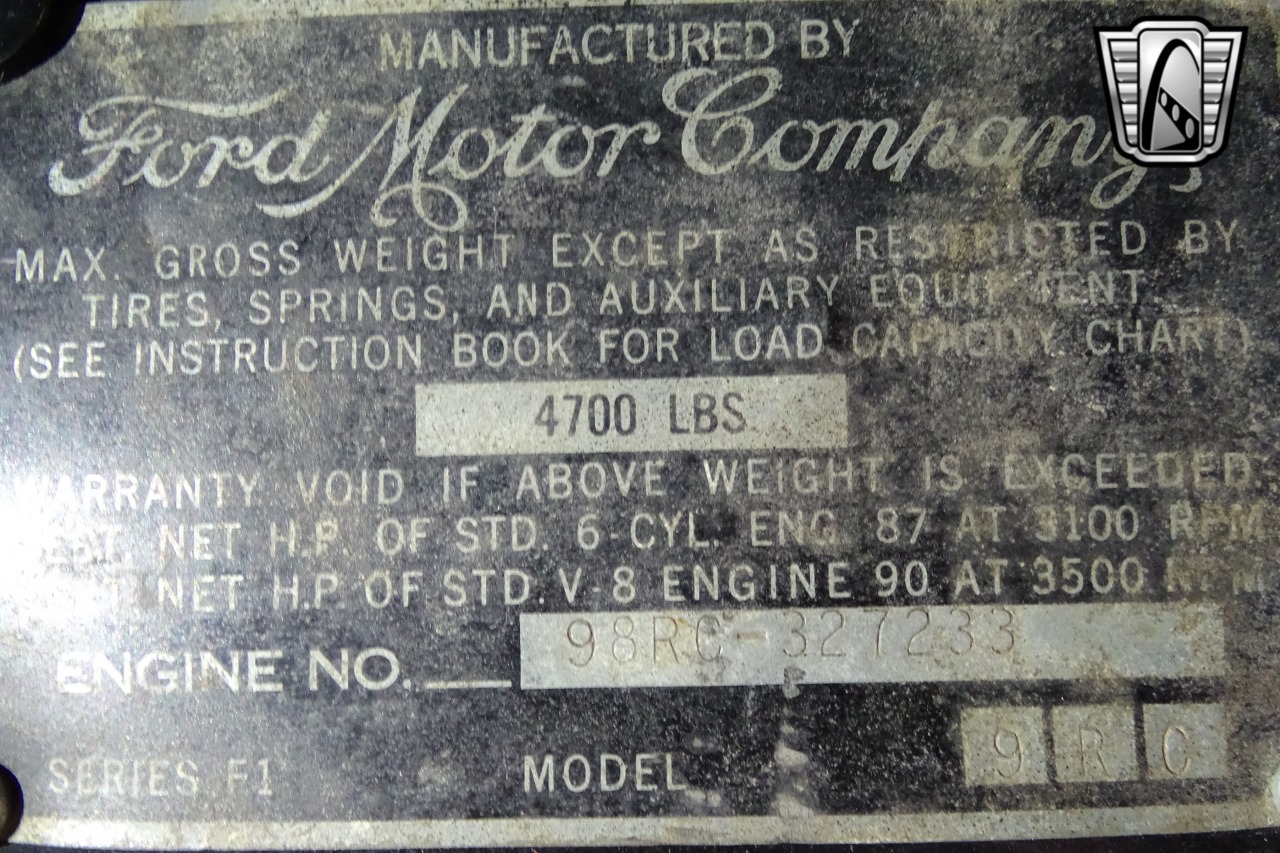 MANUFACTURED BY
Ford Motor Company,
MAX. GROSS WEIGHT EXCEPT AS RESTRICTED BY
TIRES, SPRINGS, AND AUXILIARY EQUIPMENT.
(SEE INSTRUCTION BOOK FOR LOAD CAPACITY CHART)
4700 LBS
WARRANTY VOID IF ABOVE WEIGHT IS EXCEEDED.
EST. NET H.P. OF STD. 6-CYL. ENG. 87 AT 3100 RPM
NET H.P. OF STD. V-8 ENGINE 90 AT 3500 RPM
ENGINE NO. 98RC-327233
SERIES F1 MODEL 9 R C